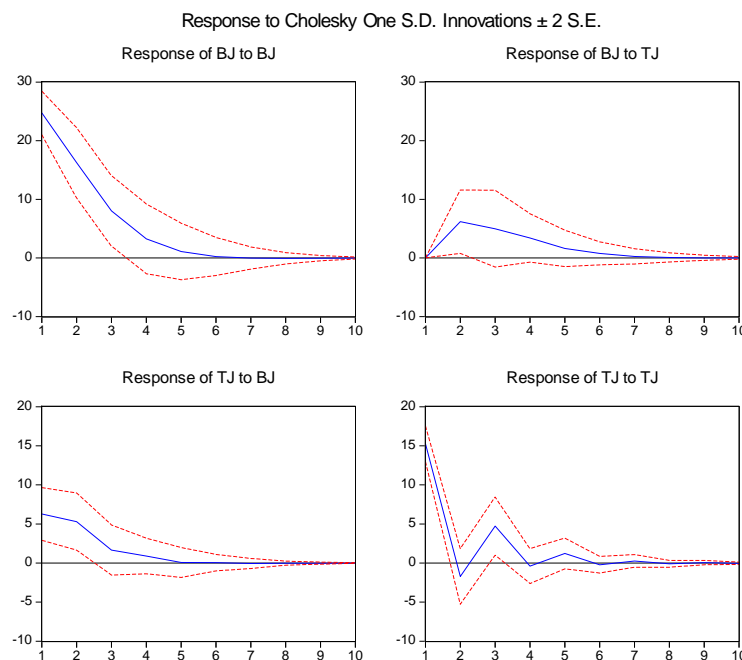 Response to Cholesky One S.D. Innovations ± 2 S.E.
Response of BJ to BJ
30
20
10
0
-10
1 2 3 4 5 6 7 8 9 10
Response of BJ to TJ
30
20
10
0
-10
1 2 3 4 5 6 7 8 9 10
Response of TJ to BJ
20
15
10
5
0
-5
-10
1 2 3 4 5 6 7 8 9 10
Response of TJ to TJ
20
15
10
5
0
-5
-10
1 2 3 4 5 6 7 8 9 10